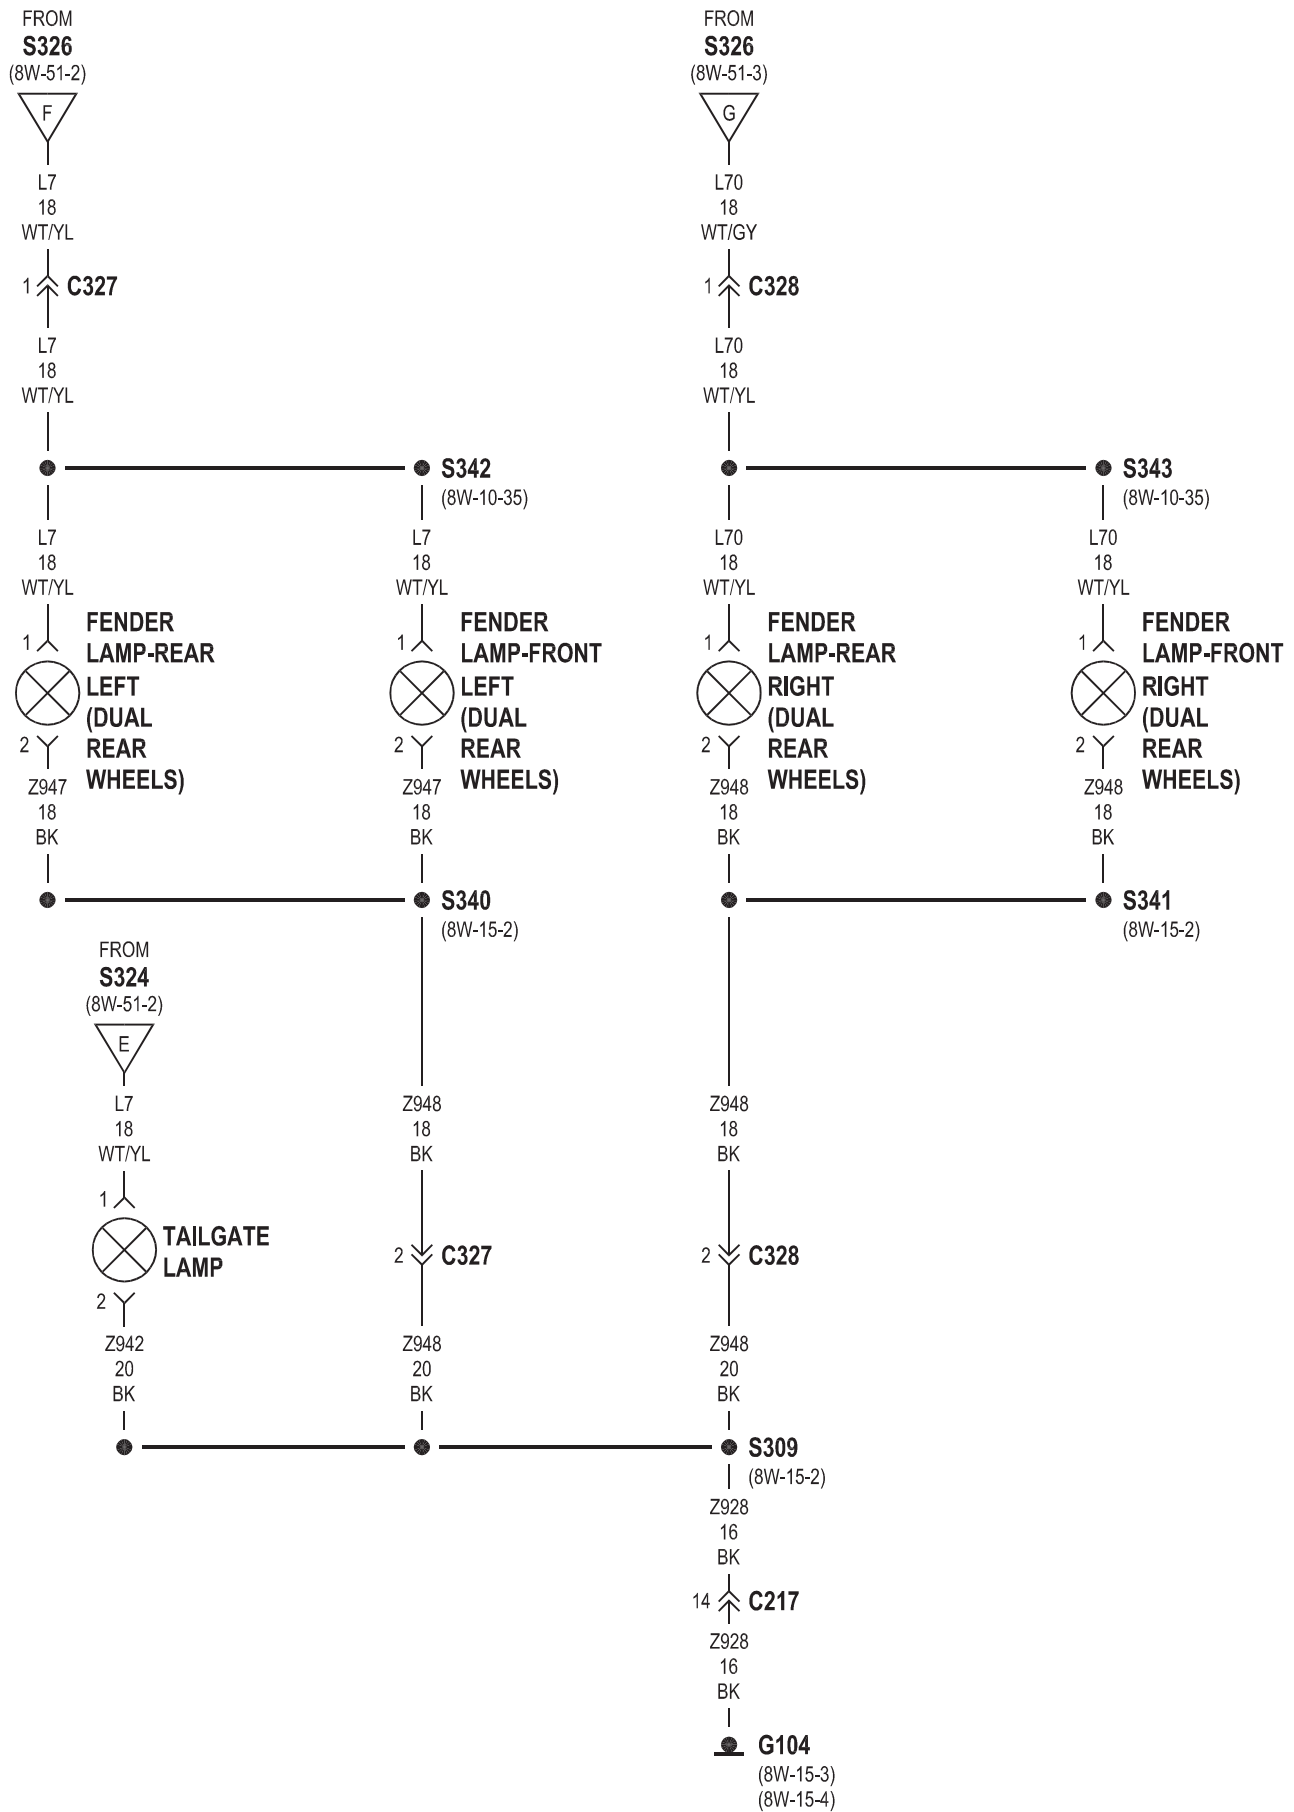 FROM
S326
(8W-51-2)
F
L7
18
WT/YL
1
C327
L7
18
WT/YL
S342
(8W-10-35)
L7
18
WT/YL
1
FENDER
LAMP-REAR
LEFT
(DUAL
REAR
WHEELS)
2
Z947
18
BK
L7
18
WT/YL
1
FENDER
LAMP-FRONT
LEFT
(DUAL
REAR
WHEELS)
2
Z947
18
BK
S340
(8W-15-2)
FROM
S326
(8W-51-3)
G
L70
18
WT/GY
1
C328
L70
18
WT/YL
S343
(8W-10-35)
L70
18
WT/YL
1
FENDER
LAMP-REAR
RIGHT
(DUAL
REAR
WHEELS)
2
Z948
18
BK
L70
18
WT/YL
1
FENDER
LAMP-FRONT
RIGHT
(DUAL
REAR
WHEELS)
2
Z948
18
BK
S341
(8W-15-2)
FROM
S324
(8W-51-2)
E
L7
18
WT/YL
1
TAILGATE
LAMP
2
Z942
20
BK
Z948
18
BK
2
C327
Z948
20
BK
Z948
18
BK
2
C328
Z948
20
BK
S309
(8W-15-2)
Z928
16
BK
14
C217
Z928
16
BK
G104
(8W-15-3)
(8W-15-4)